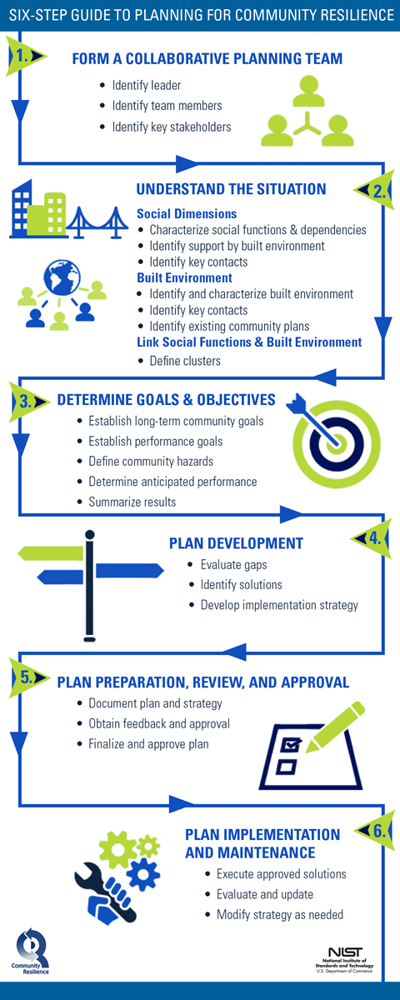 SIX-STEP GUIDE TO PLANNING FOR COMMUNITY RESILIENCE
1.
FORM A COLLABORATIVE PLANNING TEAM
• Identify leader
• Identify team members
• Identify key stakeholders
UNDERSTAND THE SITUATION
2.
Social Dimensions
• Characterize social functions & dependencies
• Identify support by built environment
• Identify key contacts
Built Environment
• Identify and characterize built environment
• Identify key contacts
• Identify existing community plans
Link Social Functions & Built Environment
• Define clusters
3.
DETERMINE GOALS & OBJECTIVES
• Establish long-term community goals
• Establish performance goals
• Define community hazards
• Determine anticipated performance
• Summarize results
PLAN DEVELOPMENT
4.
• Evaluate gaps
• Identify solutions
• Develop implementation strategy
5.
PLAN PREPARATION, REVIEW, AND APPROVAL
• Document plan and strategy
• Obtain feedback and approval
• Finalize and approve plan
6.
PLAN IMPLEMENTATION
AND MAINTENANCE
• Execute approved solutions
• Evaluate and update
• Modify strategy as needed
Community
Resilience
NIST
National Institute of
Standards and Technology
U.S. Department of Commerce